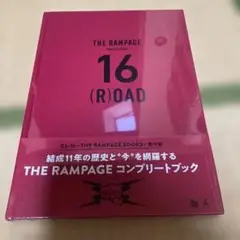 THE RAMPAGE
16
(R)OAD
結成11年の歴史と"今"を網羅する
THE RAMPAGE コンプリートブック